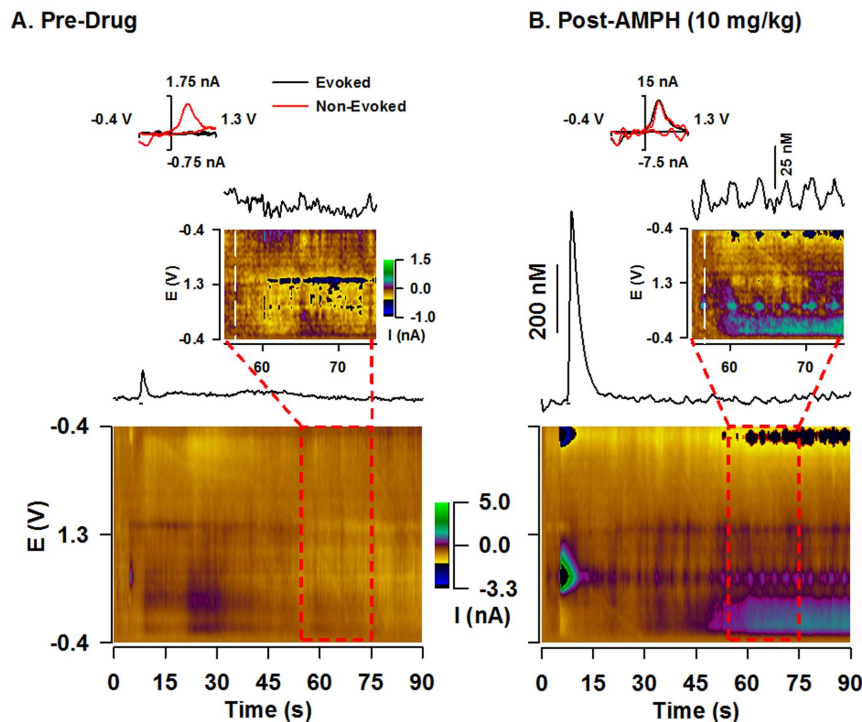 A. Pre-Drug
B. Post-AMPH (10 mg/kg)
1.75 nA
Evoked
Non-Evoked
-0.4 V
1.3 V
-0.75 nA
15 nA
-0.4 V
1.3 V
-7.5 nA
25 nM
-0.4
E (V)
1.3
-0.4
60
70
1.5
0.0
-1.0
I (nA)
200 nM
-0.4
E (V)
1.3
-0.4
60
70
-0.4
E (V)
1.3
-0.4
5.0
0.0
-3.3
I (nA)
0 15 30 45 60 75 90
Time (s)
0 15 30 45 60 75 90
Time (s)